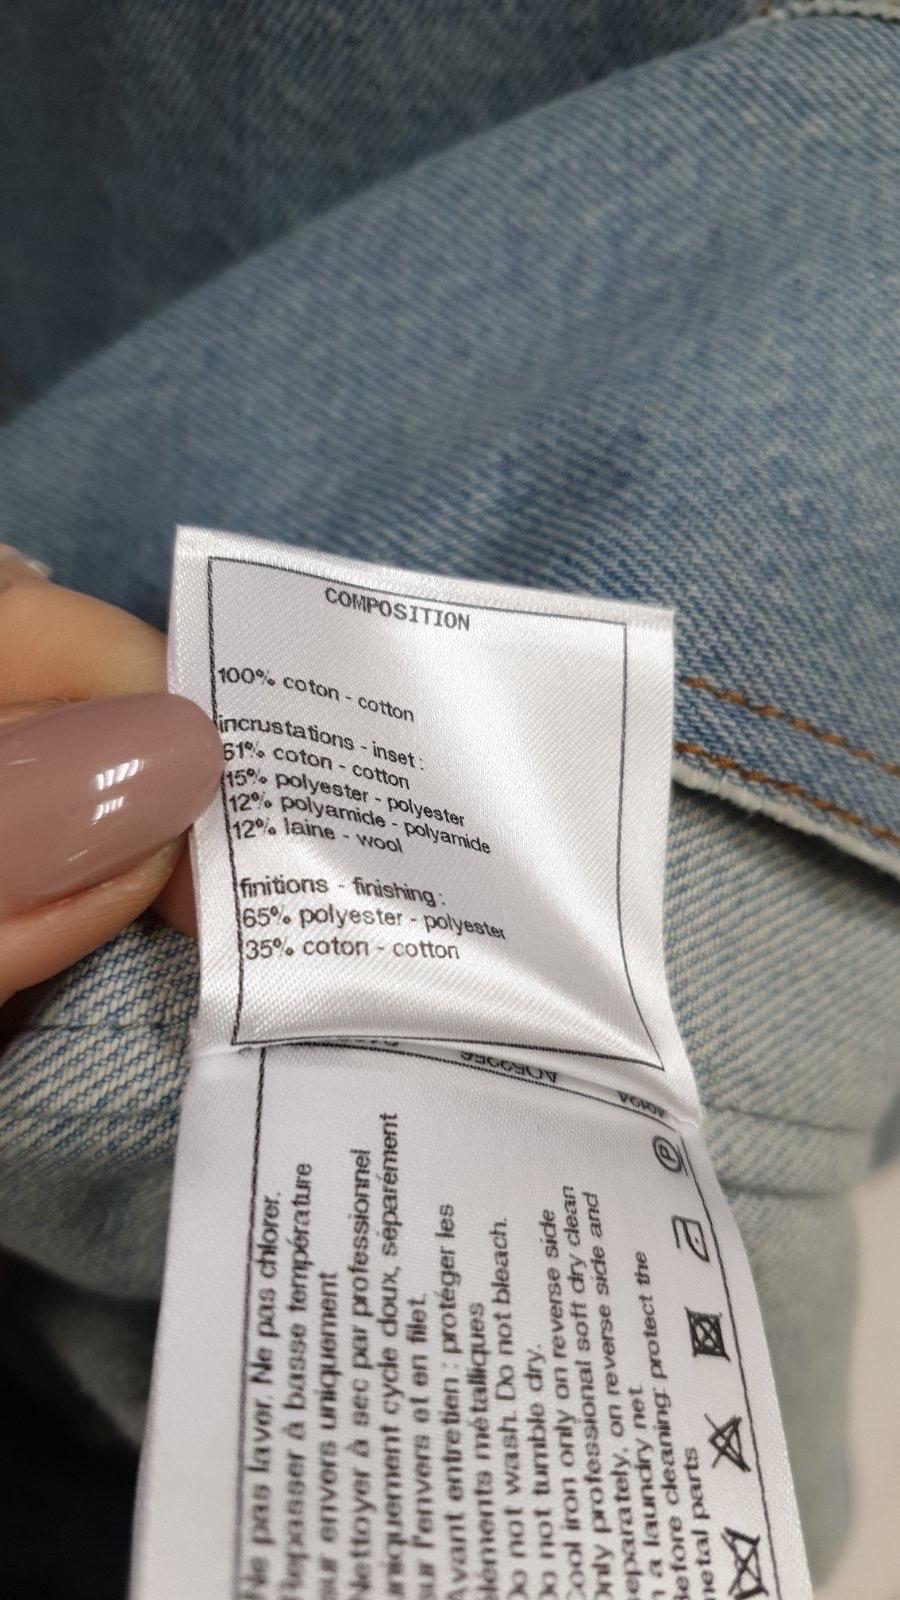 COMPOSITION
100% coton - cotton
incrustations - inset :
61% coton - cotton
15% polyester - polyester
12% polyamide - polyamide
12% laine - wool
finitions - finishing :
65% polyester - polyester
35% coton - cotton
Ne pas laver. Ne pas chlorer.
Repasser à basse température
sur envers uniquement
Nettoyer à sec par professionnel
uniquement cycle doux, séparément
sur l'envers et en filet.
Avant entretien : protéger les
éléments métalliques
Do not wash. Do not bleach.
Do not tumble dry.
Cool iron only on reverse side
Only professional soft dry clean
separately, on reverse side and
in a laundry net.
Before cleaning: protect the
metal parts
P